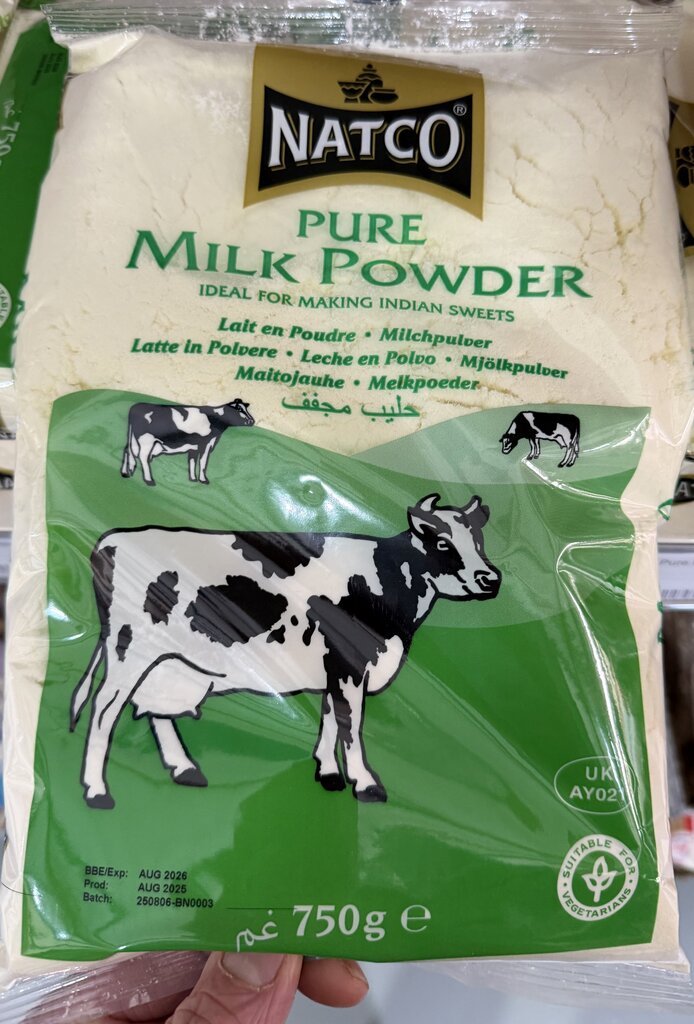 NATCO®
PURE
MILK POWDER
IDEAL FOR MAKING INDIAN SWEETS
Lait en Poudre • Milchpulver
Latte in Polvere • Leche en Polvo • Mjölkpulver
Maitojauhe • Melkpoeder
حليب مجفف
UK
AY02
SUITABLE FOR
VEGETARIANS
BBE/Exp: AUG 2026
Prod: AUG 2025
Batch: 250806-BN0003
750g ℮ غم